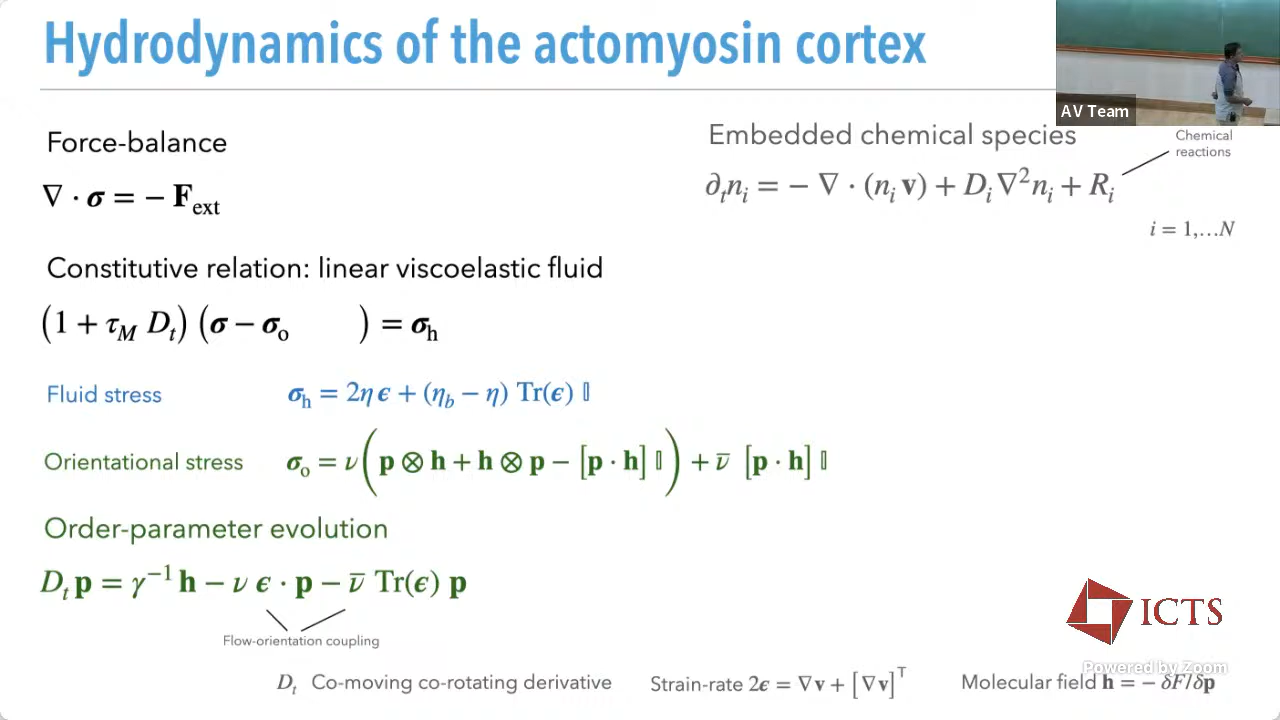 Hydrodynamics of the actomyosin cortex
AV Team
Force-balance
∇ · σ = − F_ext
Constitutive relation: linear viscoelastic fluid
(1 + τ_M D_t) (σ − σ_o ) = σ_h
Fluid stress σ_h = 2η ϵ + (η_b − η) Tr(ϵ) 𝕀
Orientational stress σ_o = ν(p ⊗ h + h ⊗ p − [p · h] 𝕀) + ν̅ [p · h] 𝕀
Order-parameter evolution
D_t p = γ⁻¹ h − ν ϵ · p − ν̅ Tr(ϵ) p
Flow-orientation coupling
Embedded chemical species
Chemical
reactions
∂_t n_i = − ∇ · (n_i v) + D_i ∇² n_i + R_i
i = 1,…N
ICTS
Powered by Zoom
D_t Co-moving co-rotating derivative
Strain-rate 2ϵ = ∇v + [∇v]^T
Molecular field h = − δF/δp